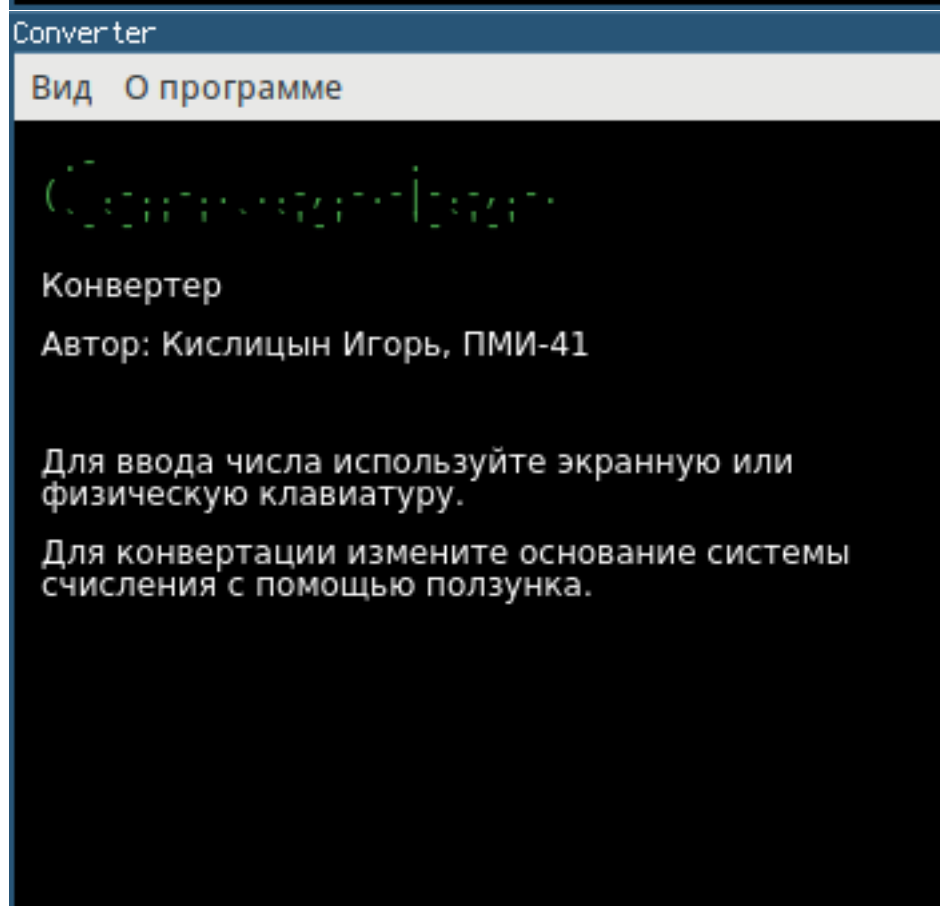 Converter
Вид О программе
Конвертер
Автор: Кислицын Игорь, ПМИ-41
Для ввода числа используйте экранную или
физическую клавиатуру.
Для конвертации измените основание системы
счисления с помощью ползунка.